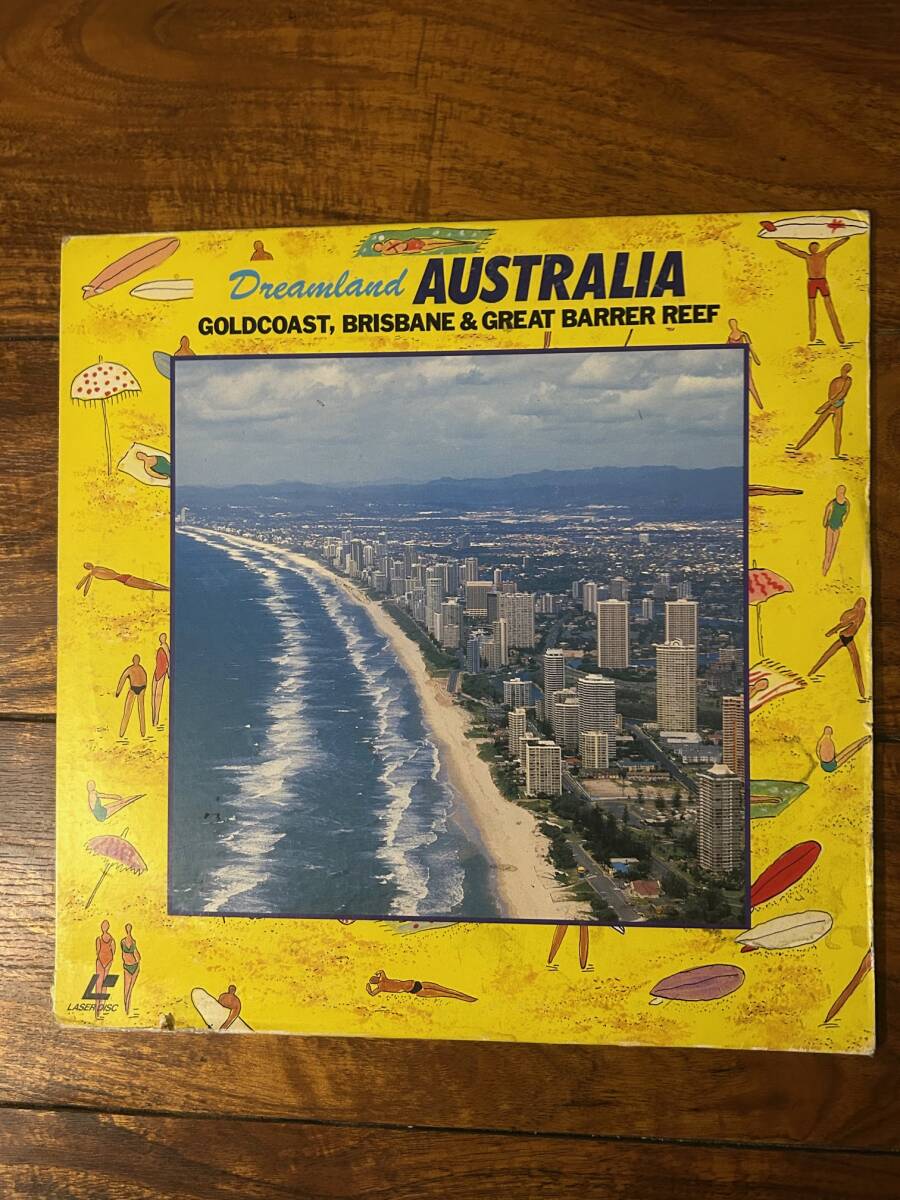 Dreamland AUSTRALIA
GOLDCOAST, BRISBANE & GREAT BARRER REEF
LASER DISC